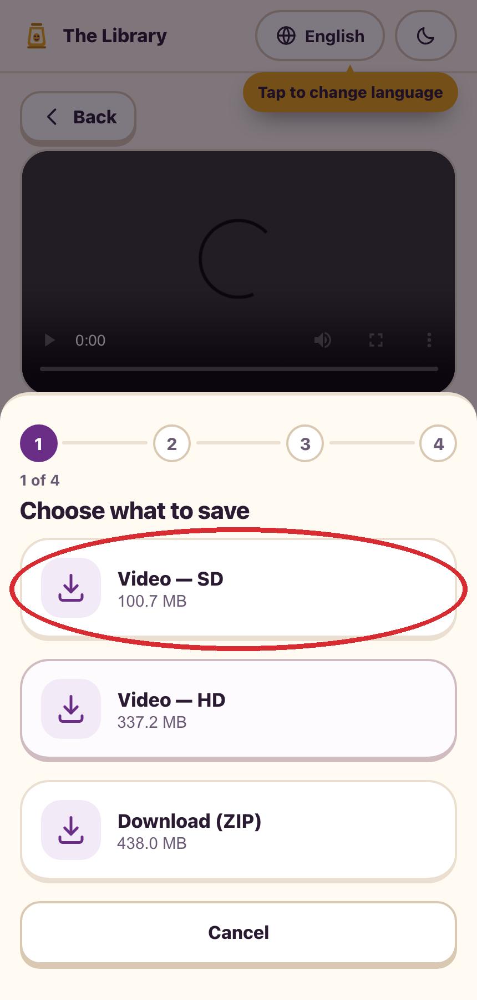 The Library
English
Tap to change language
Back
0:00
1
2
3
4
1 of 4
Choose what to save
Video — SD
100.7 MB
Video — HD
337.2 MB
Download (ZIP)
438.0 MB
Cancel